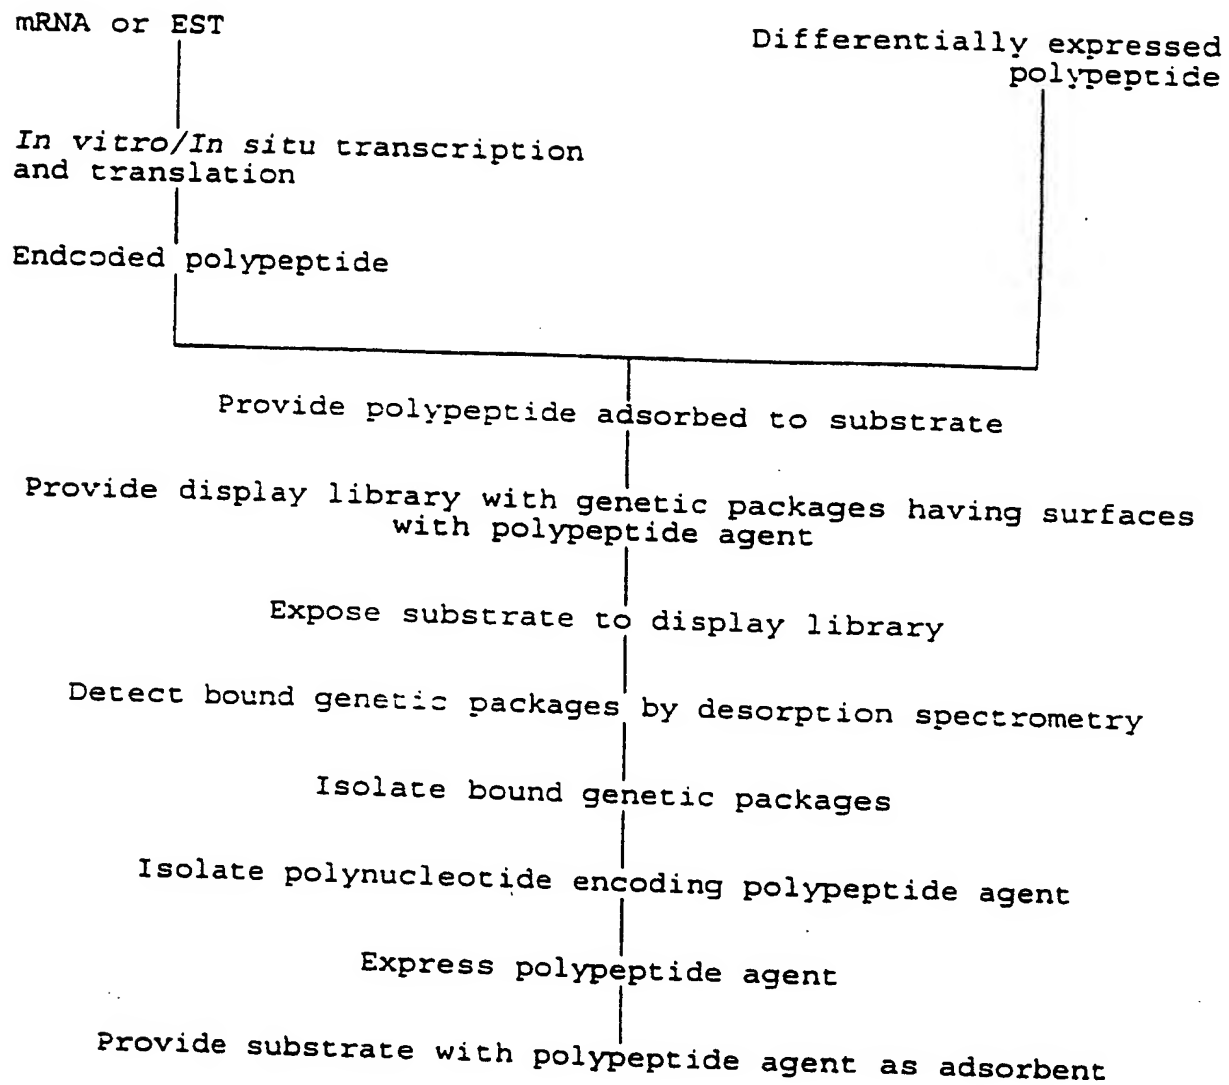 mRNA or EST
Differentially expressed
polypeptide
In vitro/In situ transcription
and translation
Endcoded polypeptide
Provide polypeptide adsorbed to substrate
Provide display library with genetic packages having surfaces
with polypeptide agent
Expose substrate to display library
Detect bound genetic packages by desorption spectrometry
Isolate bound genetic packages
Isolate polynucleotide encoding polypeptide agent
Express polypeptide agent
Provide substrate with polypeptide agent as adsorbent